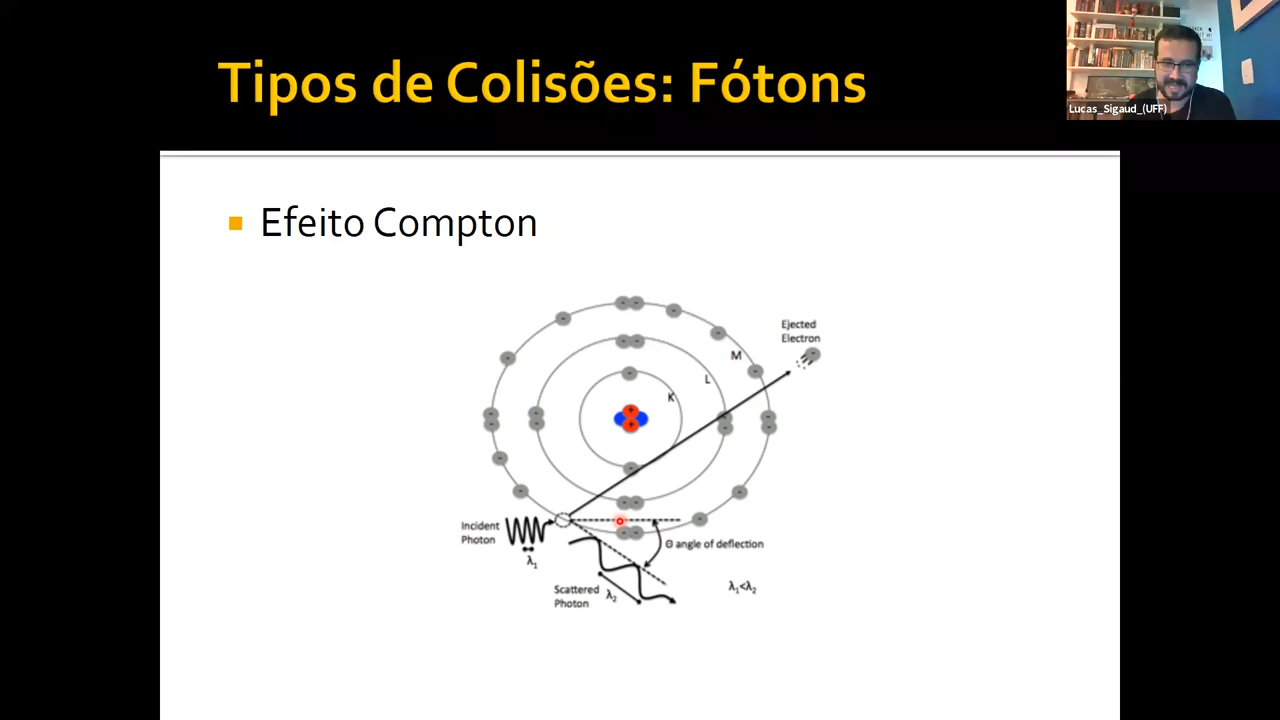 Tipos de Colisões: Fótons
Lucas_Sigaud_(UFF)
Efeito Compton
Ejected
Electron
M
L
K
Incident
Photon
λ1
Θ angle of deflection
Scattered
Photon
λ2
λ1<λ2